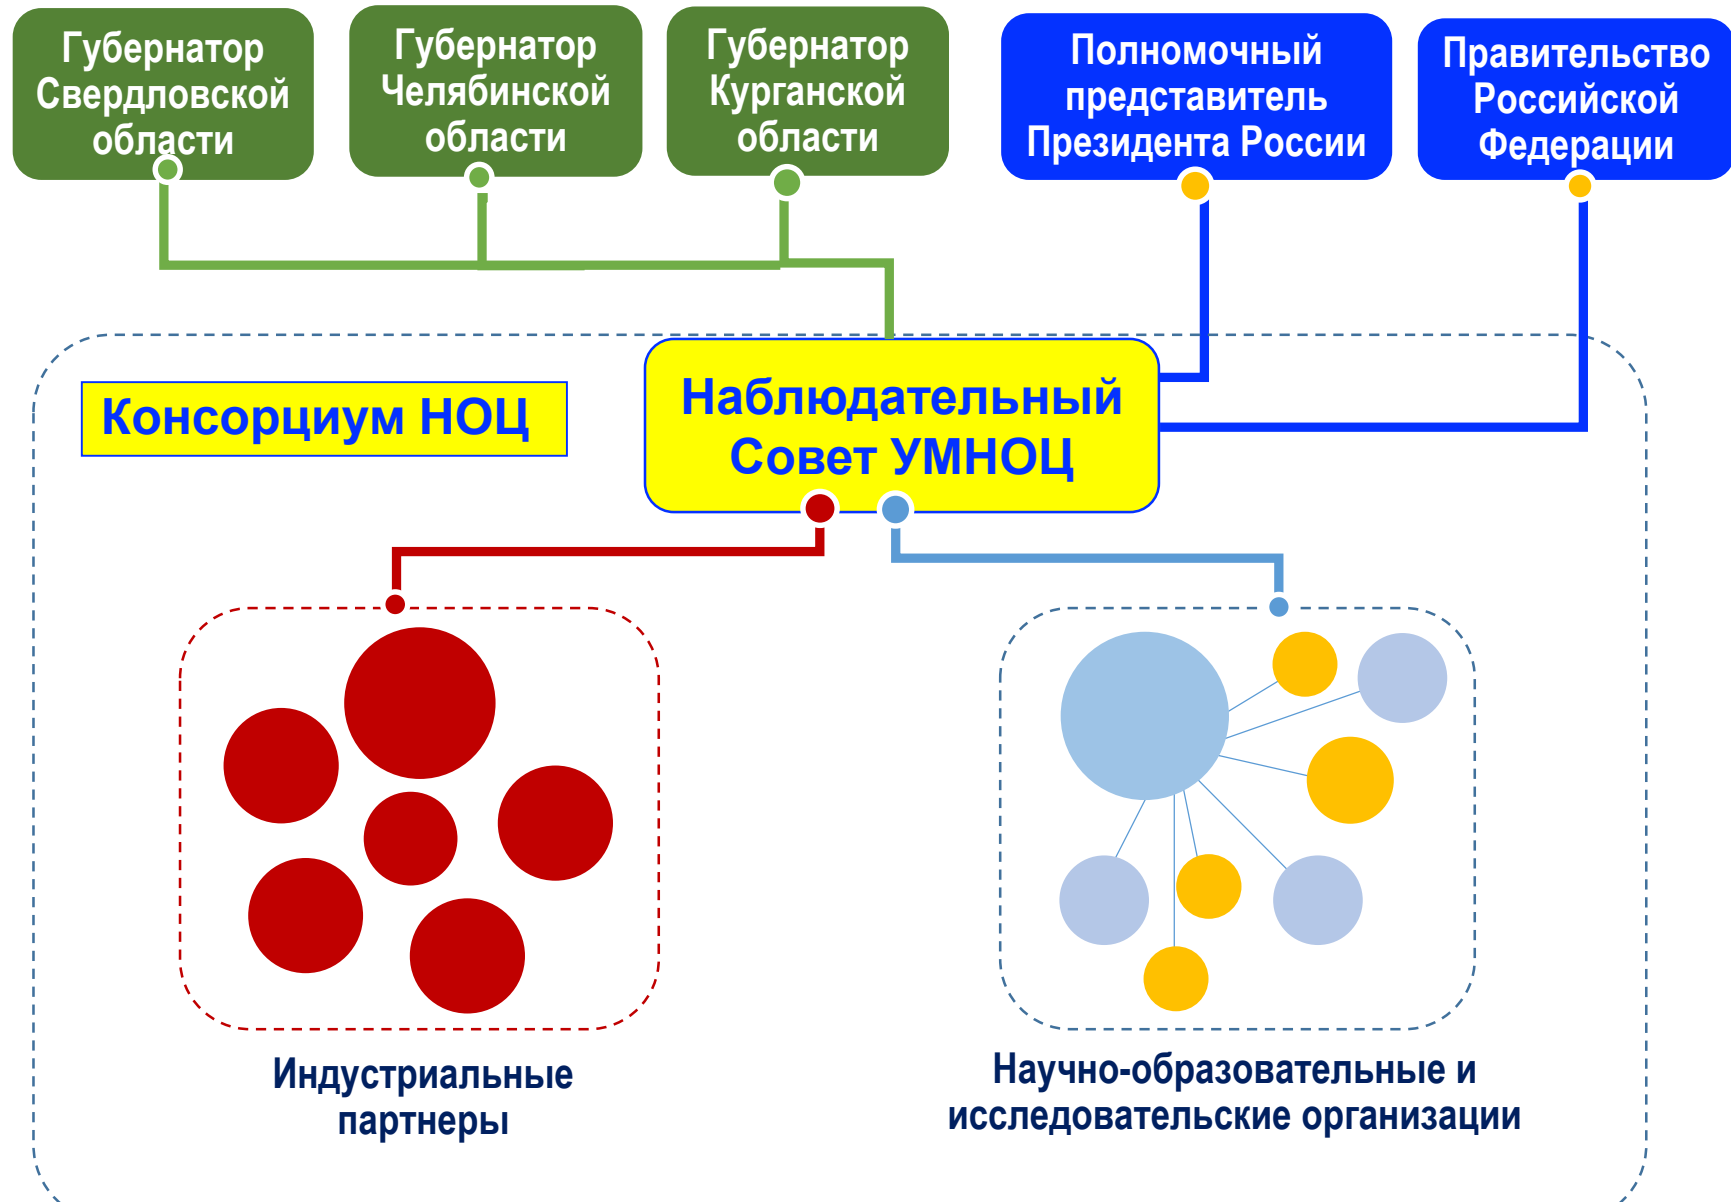 Губернатор
Свердловской
области
Губернатор
Челябинской
области
Губернатор
Курганской
области
Полномочный
представитель
Президента России
Правительство
Российской
Федерации
Консорциум НОЦ
Наблюдательный
Совет УМНОЦ
Индустриальные
партнеры
Научно-образовательные и
исследовательские организации